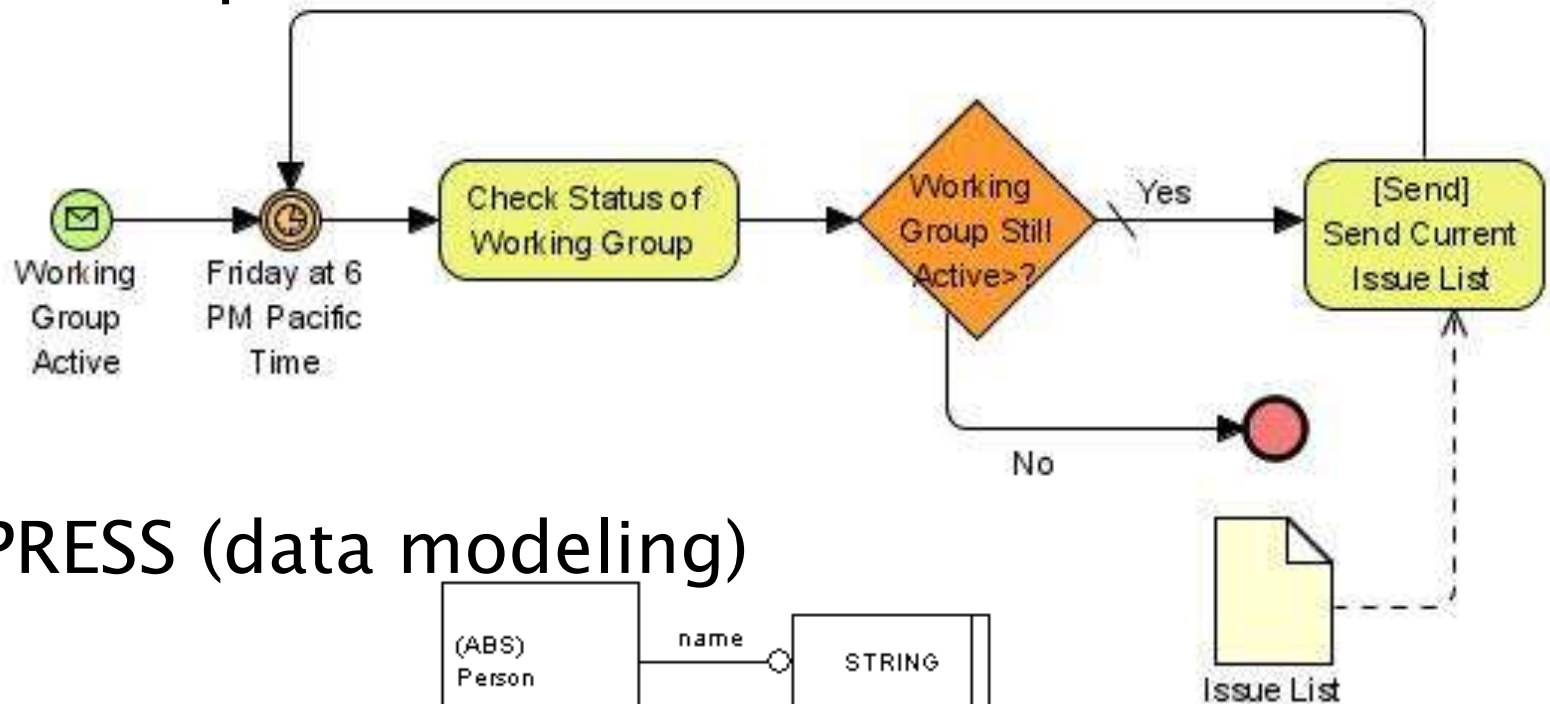 Working
Group
Active
Friday at 6
PM Pacific
Time
Check Status of
Working Group
Working
Group Still
Active>?
Yes
[Send]
Send Current
Issue List
No
Issue List
PRESS (data modeling)
(ABS)
Person
name
STRING